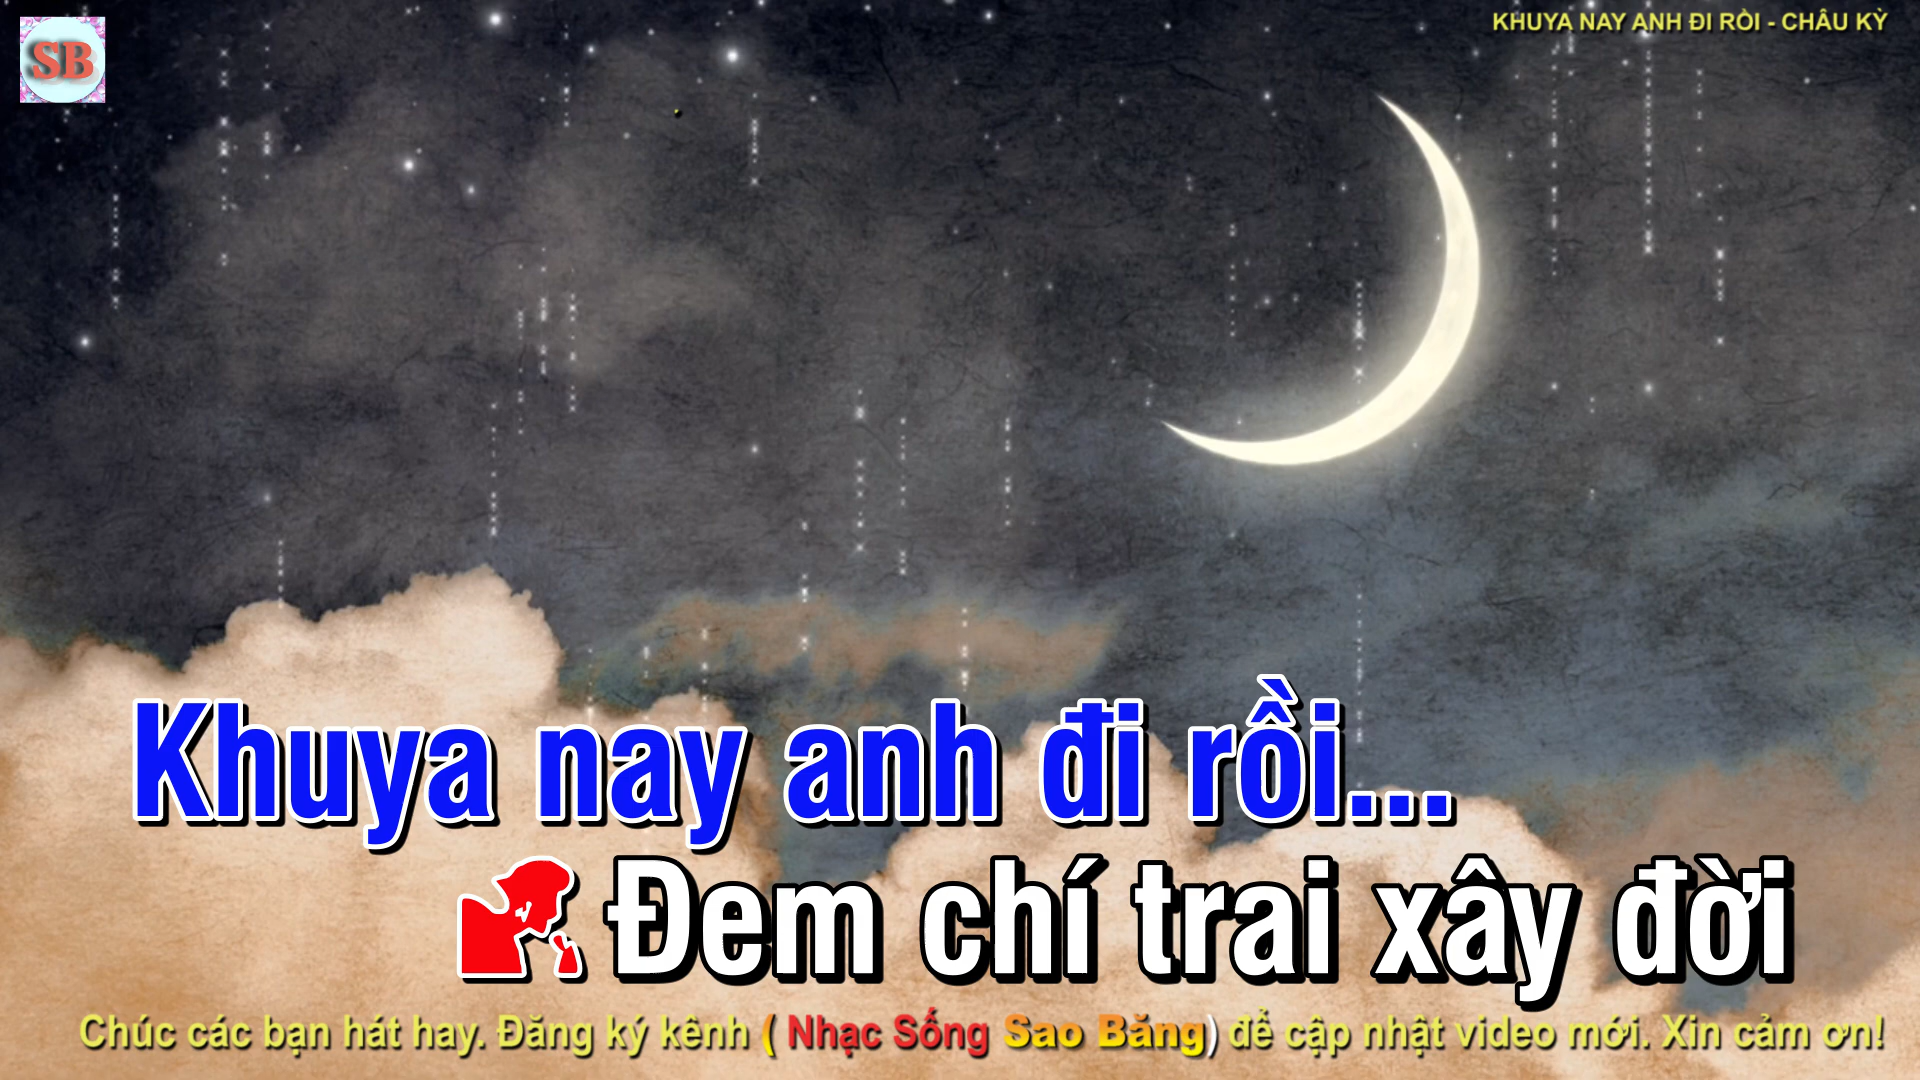 SB
KHUYA NAY ANH ĐI RỒI - CHÂU KỲ
Khuya nay anh đi rồi...
Đem chí trai xây đời
Chúc các bạn hát hay. Đăng ký kênh ( Nhạc Sống Sao Băng) để cập nhật video mới. Xin cảm ơn!